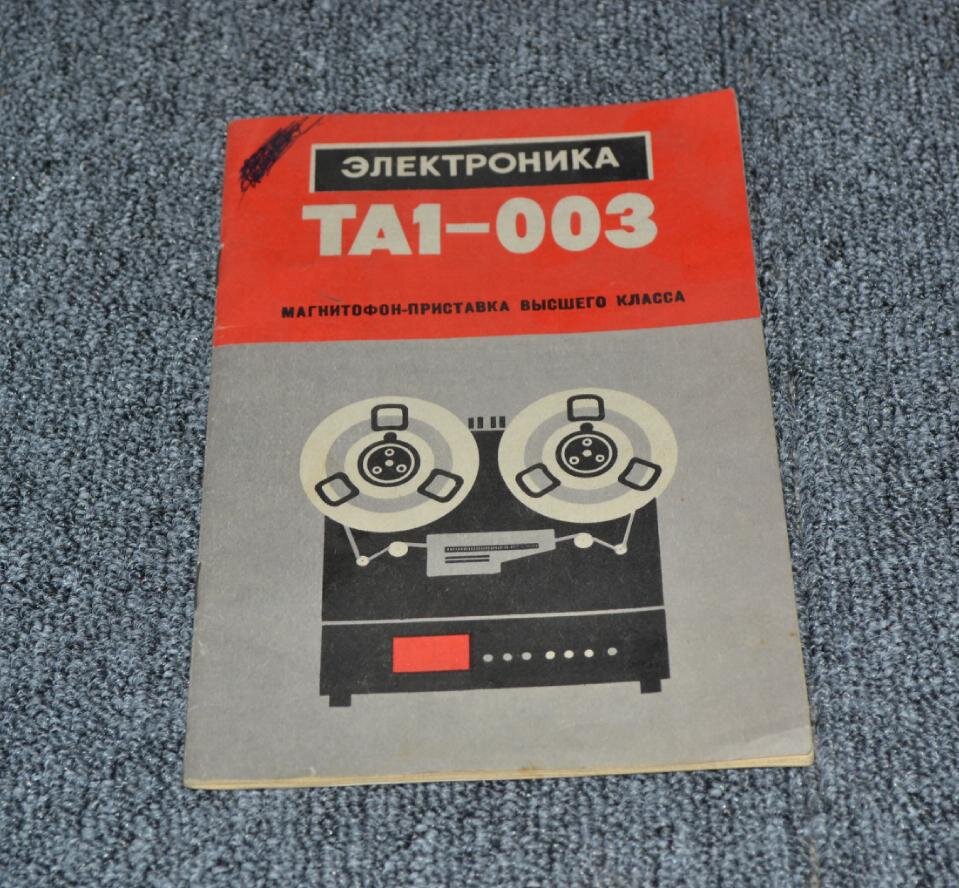 ЭЛЕКТРОНИКА
ТА1-003
МАГНИТОФОН-ПРИСТАВКА ВЫСШЕГО КЛАССА